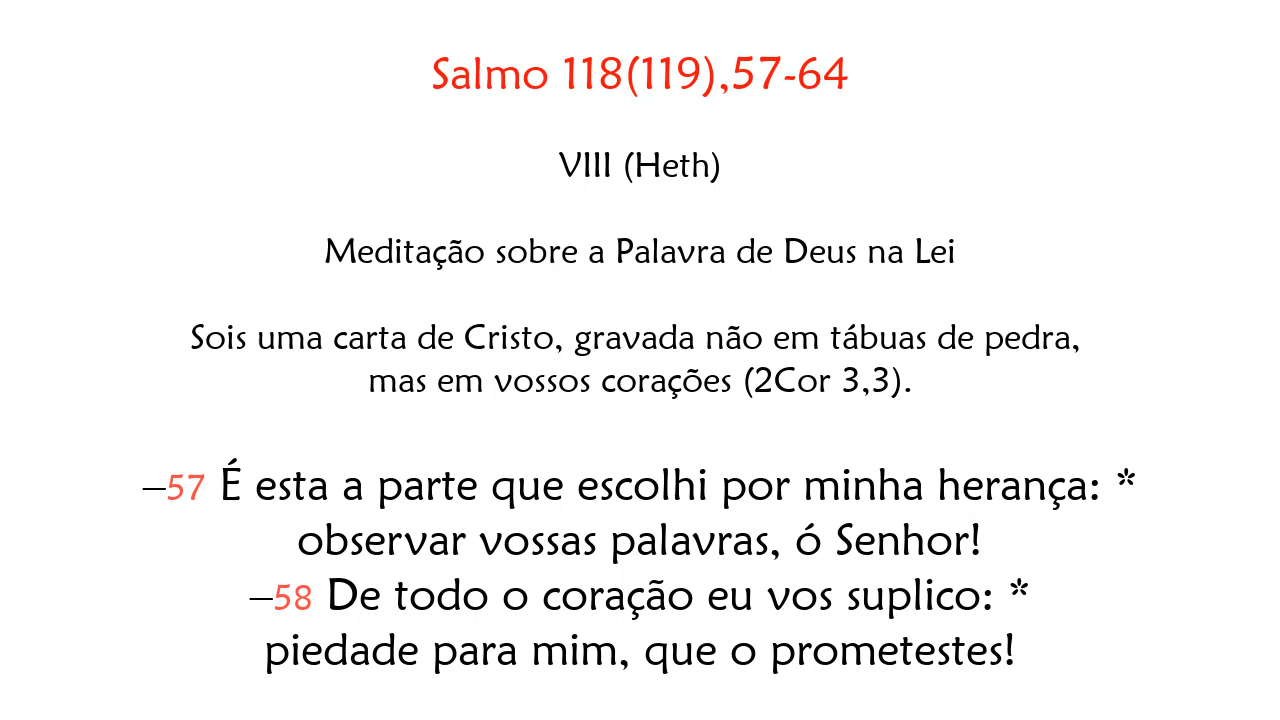 Salmo 118(119),57-64
VIII (Heth)
Meditação sobre a Palavra de Deus na Lei
Sois uma carta de Cristo, gravada não em tábuas de pedra,
mas em vossos corações (2Cor 3,3).
–57 É esta a parte que escolhi por minha herança: *
observar vossas palavras, ó Senhor!
–58 De todo o coração eu vos suplico: *
piedade para mim, que o prometestes!